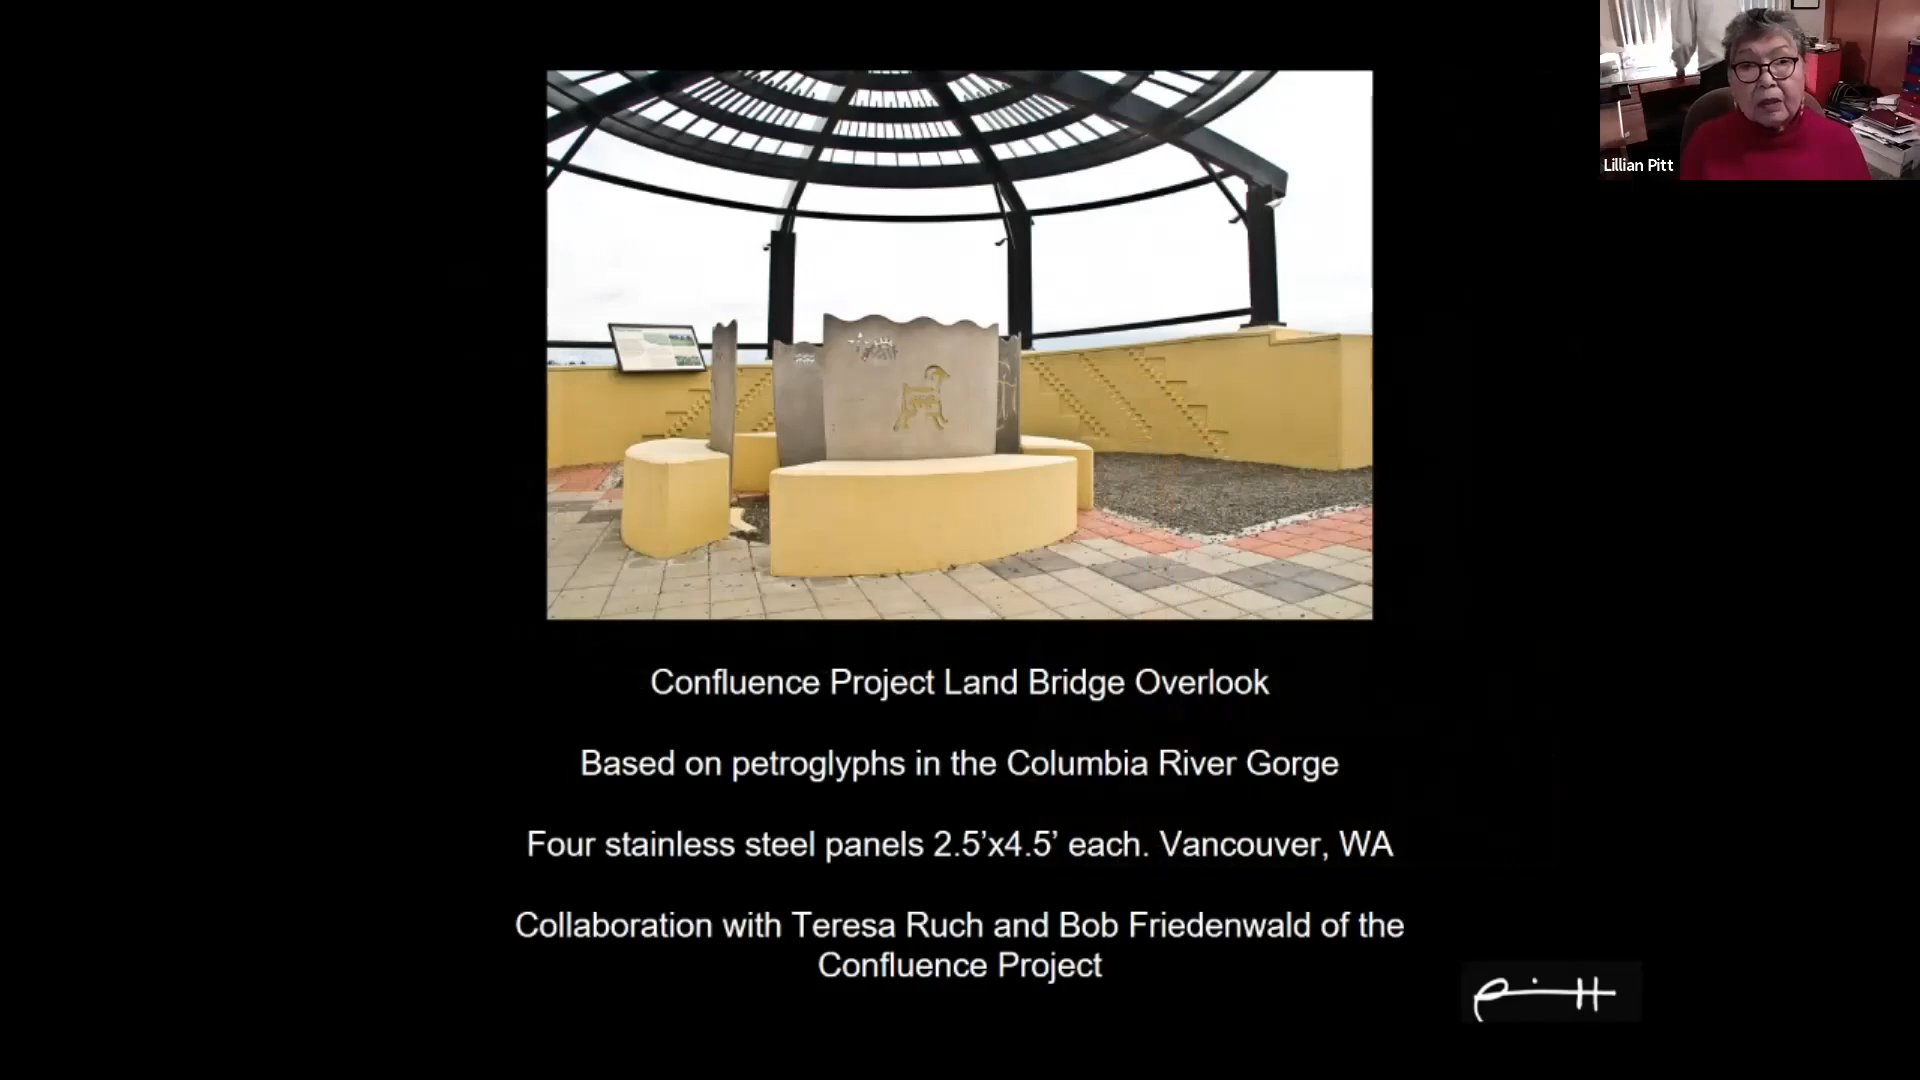 Lillian Pitt
Confluence Project Land Bridge Overlook
Based on petroglyphs in the Columbia River Gorge
Four stainless steel panels 2.5’x4.5’ each. Vancouver, WA
Collaboration with Teresa Ruch and Bob Friedenwald of the
Confluence Project
Pitt